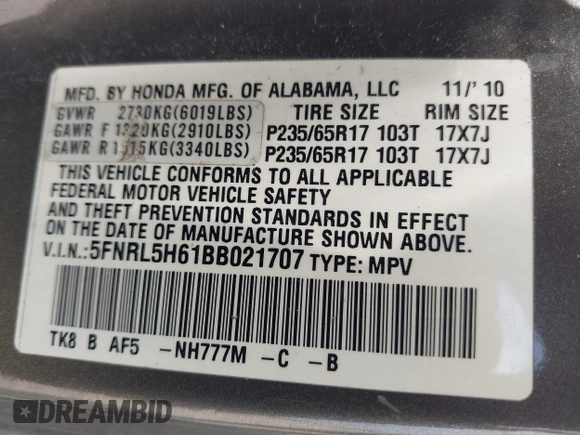 MFD. BY HONDA MFG. OF ALABAMA, LLC 11/'10
GVWR 2730KG(6019LBS) TIRE SIZE RIM SIZE
GAWR F 1320KG(2910LBS) P235/65R17 103T 17X7J
GAWR R 1515KG(3340LBS) P235/65R17 103T 17X7J
THIS VEHICLE CONFORMS TO ALL APPLICABLE
FEDERAL MOTOR VEHICLE SAFETY
AND THEFT PREVENTION STANDARDS IN EFFECT
ON THE DATE OF MANUFACTURE SHOWN ABOVE.
V.I.N.:5FNRL5H61BB021707 TYPE: MPV
TK8 B AF5 -NH777M -C -B
DREAMBID